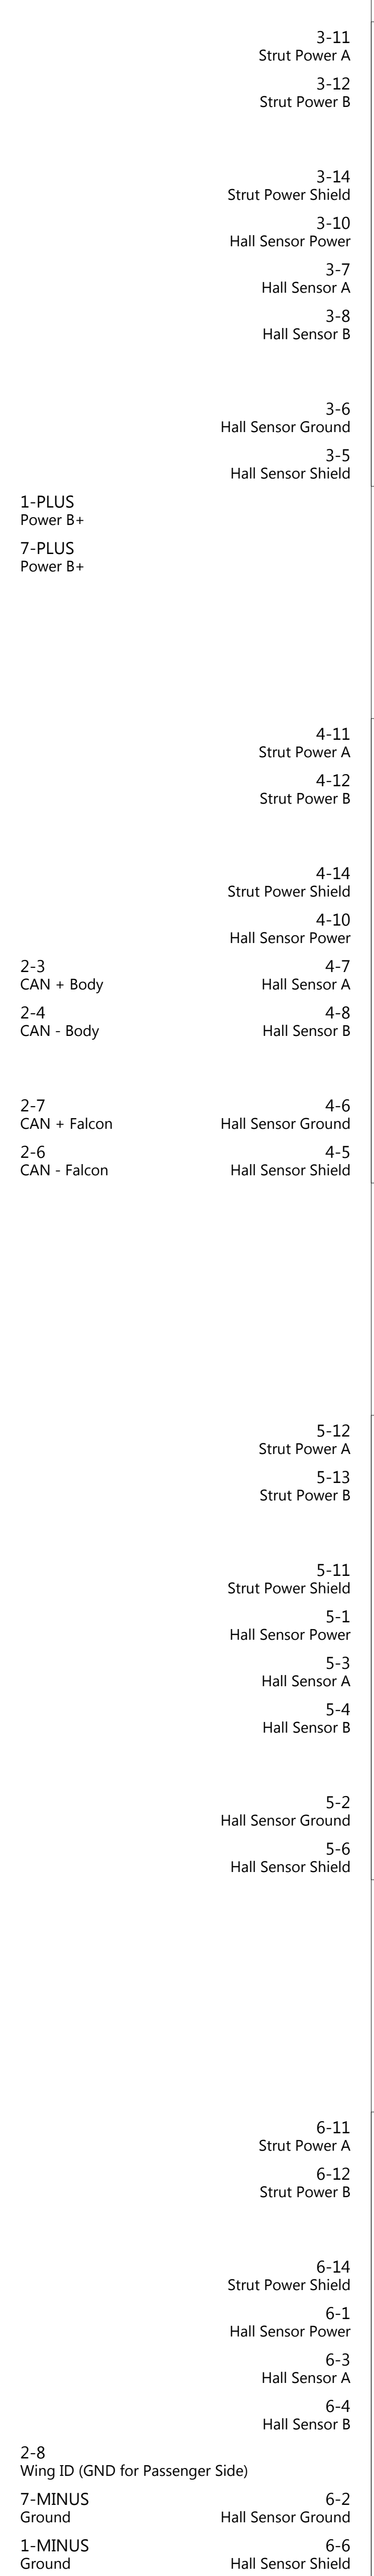 3-11
Strut Power A
3-12
Strut Power B
3-14
Strut Power Shield
3-10
Hall Sensor Power
3-7
Hall Sensor A
3-8
Hall Sensor B
3-6
Hall Sensor Ground
3-5
Hall Sensor Shield
1-PLUS
Power B+
7-PLUS
Power B+
4-11
Strut Power A
4-12
Strut Power B
4-14
Strut Power Shield
4-10
Hall Sensor Power
2-3 4-7
CAN + Body Hall Sensor A
2-4 4-8
CAN - Body Hall Sensor B
2-7 4-6
CAN + Falcon Hall Sensor Ground
2-6 4-5
CAN - Falcon Hall Sensor Shield
5-12
Strut Power A
5-13
Strut Power B
5-11
Strut Power Shield
5-1
Hall Sensor Power
5-3
Hall Sensor A
5-4
Hall Sensor B
5-2
Hall Sensor Ground
5-6
Hall Sensor Shield
6-11
Strut Power A
6-12
Strut Power B
6-14
Strut Power Shield
6-1
Hall Sensor Power
6-3
Hall Sensor A
6-4
Hall Sensor B
2-8
Wing ID (GND for Passenger Side)
7-MINUS 6-2
Ground Hall Sensor Ground
1-MINUS 6-6
Ground Hall Sensor Shield